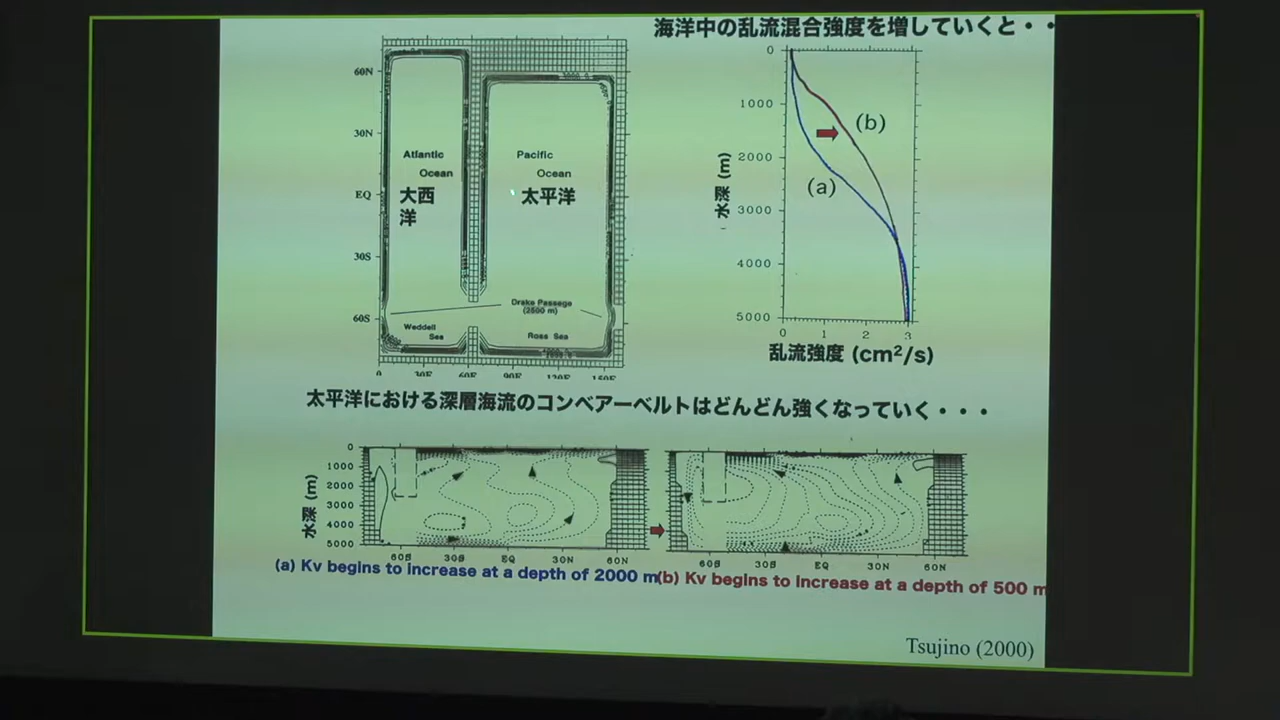 海洋中の乱流混合強度を増していくと・・
60N
30N
EQ
30S
60S
Atlantic
Ocean
大西
洋
Pacific
Ocean
太平洋
Drake Passage
(2500 m)
Weddell
Sea
Ross Sea
0 30E 60E 90E 120E 150E
0
1000
2000
3000
4000
5000
水深 (m)
(a)
(b)
0 1 2 3
乱流強度 (cm²/s)
太平洋における深層海流のコンベアーベルトはどんどん強くなっていく・・・
0
1000
2000
3000
4000
5000
水深 (m)
60S 30S EQ 30N 60N
60S 30S EQ 30N 60N
(a) Kv begins to increase at a depth of 2000 m
(b) Kv begins to increase at a depth of 500 m
Tsujino (2000)